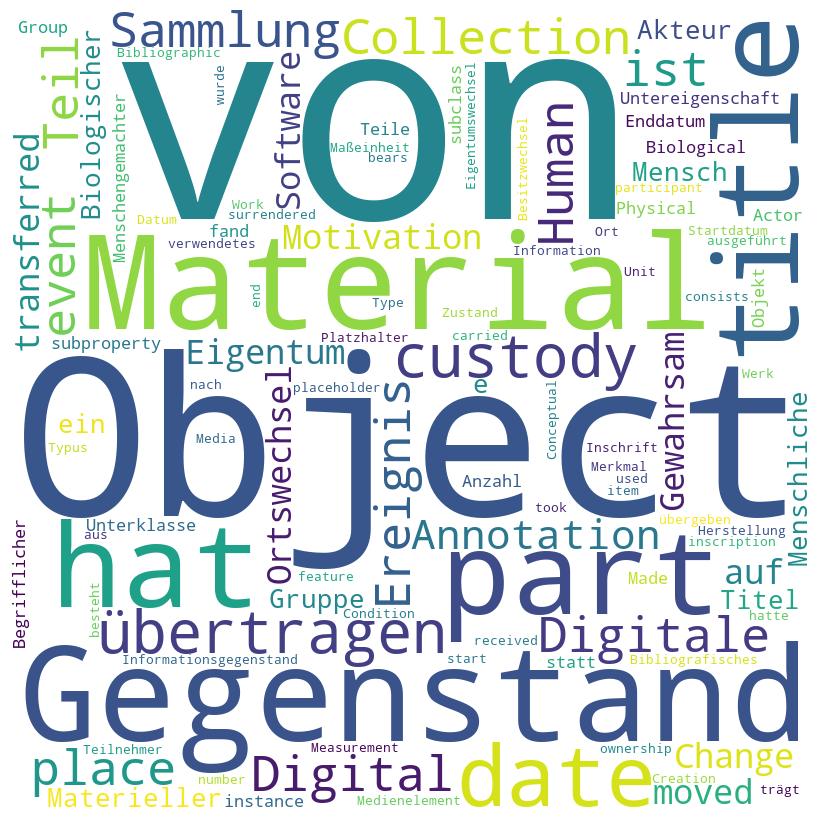 Group
Sammlung
Collection
Akteur
title
Bibliographic
von
ist
event
Teil
Biologischer
wurde
Software
Teile
Maßeinheit
bears
subclass
Eigentumswechsel
Besitzwechsel
Human
Untereigenschaft
Enddatum
Biological
Mensch
participant
Physical
Actor
Startdatum
ausgeführt
transferred
Menschengemachter
Datum
Work
surrendered
fand
verwendetes
Motivation
Information
Ort
Material
Unit
consists
Objekt
end
Type
Zustand
subproperty
Eigentum
Platzhalter
carried
custody
Gewahrsam
Werk
Object
nach
placeholder
e
Ortswechsel
Ereignis
Conceptual
ein
Typus
Media
Inschrift
Merkmal
used
item
Anzahl
Menschliche
took
Unterklasse
aus
hat
Annotation
ubergeben
Herstellung
inscription
part
auf
Begrifflicher
besteht
feature
Gruppe
Condition
Made
Titel
hatte
übertragen
received
Digitale
Informationsgegenstand
start
statt
Bibliografisches
Gegenstand
Teilnehmer
Measurement
ownership
place
Digital
date
Change
number
Creation
Materieller
instance
Medienelement
moved
trägt